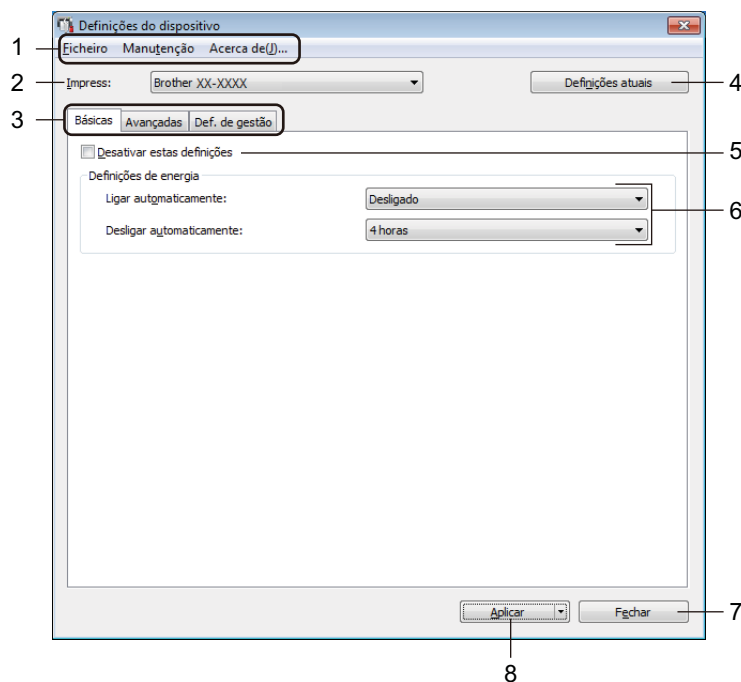 Definições do dispositivo
1
Ficheiro Manutenção Acerca de(J)...
2
Impress: Brother XX-XXXX
Definições atuais
4
3
Básicas Avançadas Def. de gestão
Desativar estas definições
5
Definições de energia
Ligar automaticamente: Desligado
6
Desligar automaticamente: 4 horas
Aplicar Fechar
7
8